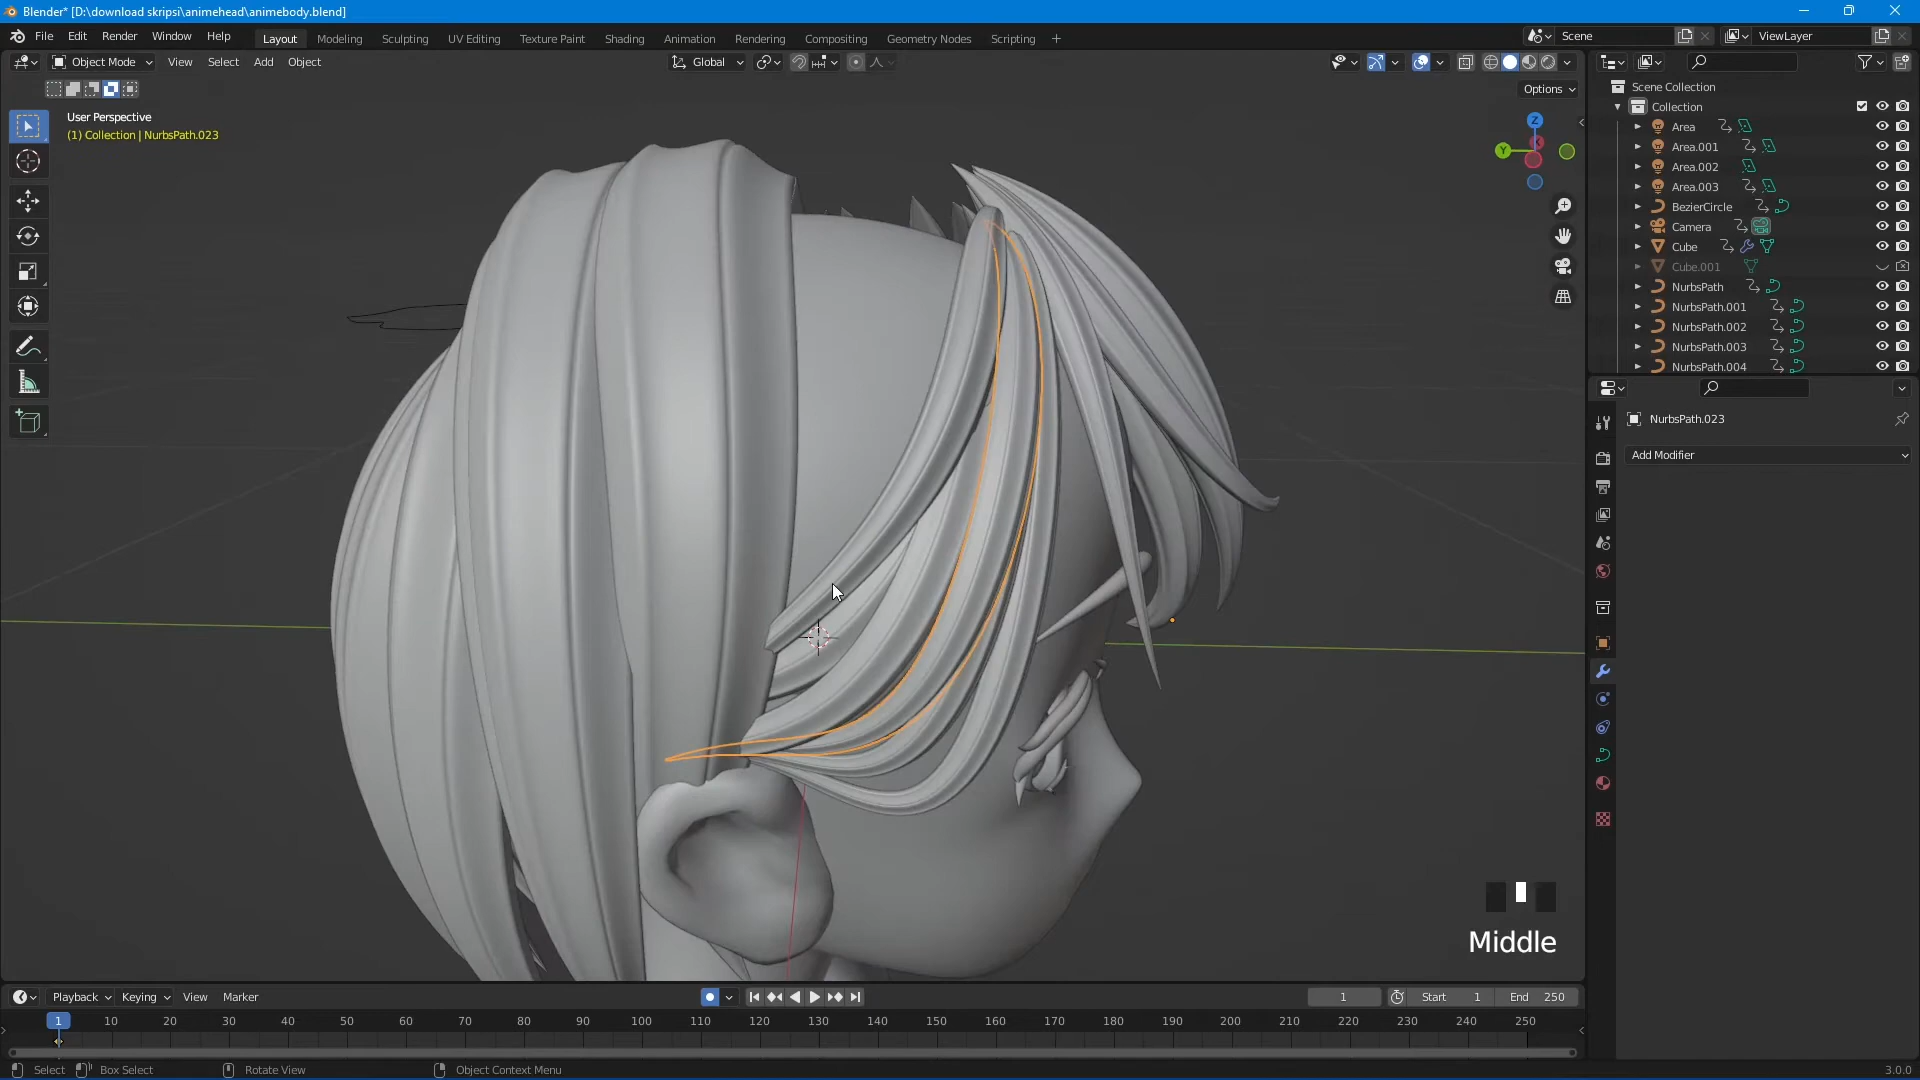 Blender* [D:\download skripsi\animehead\animebody.blend]
File Edit Render Window Help Layout Modeling Sculpting UV Editing Texture Paint Shading Animation Rendering Compositing Geometry Nodes Scripting + Scene ViewLayer
Object Mode View Select Add Object Global
Options
User Perspective
(1) Collection | NurbsPath.023
Z
Y
X
Scene Collection
Collection
Area
Area.001
Area.002
Area.003
BezierCircle
Camera
Cube
Cube.001
NurbsPath
NurbsPath.001
NurbsPath.002
NurbsPath.003
NurbsPath.004
NurbsPath.023
Add Modifier
Middle
Playback Keying View Marker 1 Start 1 End 250
1 10 20 30 40 50 60 70 80 90 100 110 120 130 140 150 160 170 180 190 200 210 220 230 240 250
Select Box Select Rotate View Object Context Menu 3.0.0